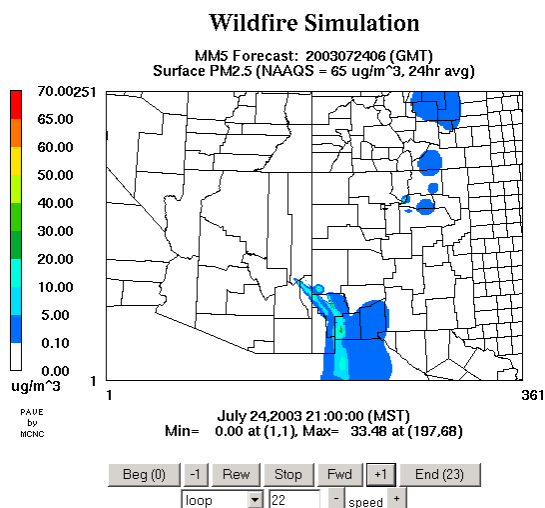 Wildfire Simulation
MM5 Forecast: 2003072406 (GMT)
Surface PM2.5 (NAAQS = 65 ug/m^3, 24hr avg)
70.00
65.00
60.00
50.00
40.00
30.00
20.00
10.00
5.00
0.10
0.00
ug/m^3
251
1
1
361
PAVE
by
MCNC
July 24,2003 21:00:00 (MST)
Min= 0.00 at (1,1), Max= 33.48 at (197,68)
Beg (0) -1 Rew Stop Fwd +1 End (23)
loop 22 - speed +